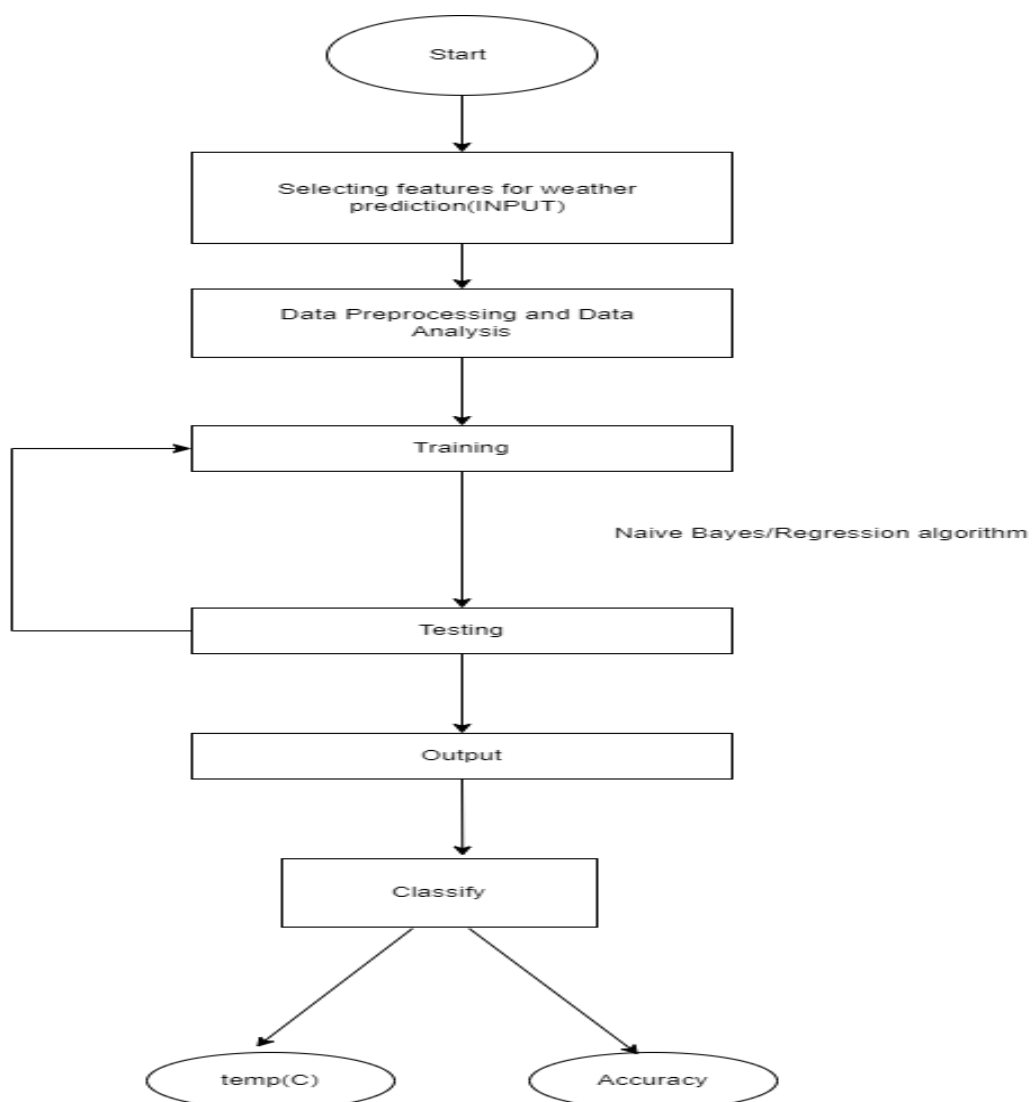 Start
Selecting features for weather
prediction(INPUT)
Data Preprocessing and Data
Analysis
Training
Naive Bayes/Regression algorithm
Testing
Output
Classify
temp(C)
Accuracy